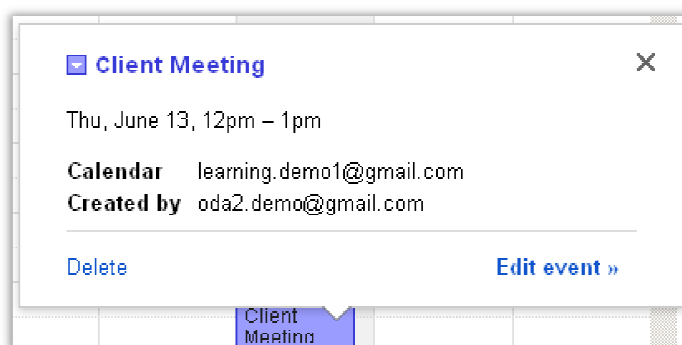 Client Meeting
Thu, June 13, 12pm – 1pm
Calendar learning.demo1@gmail.com
Created by oda2.demo@gmail.com
Delete Edit event »
Client
Meeting